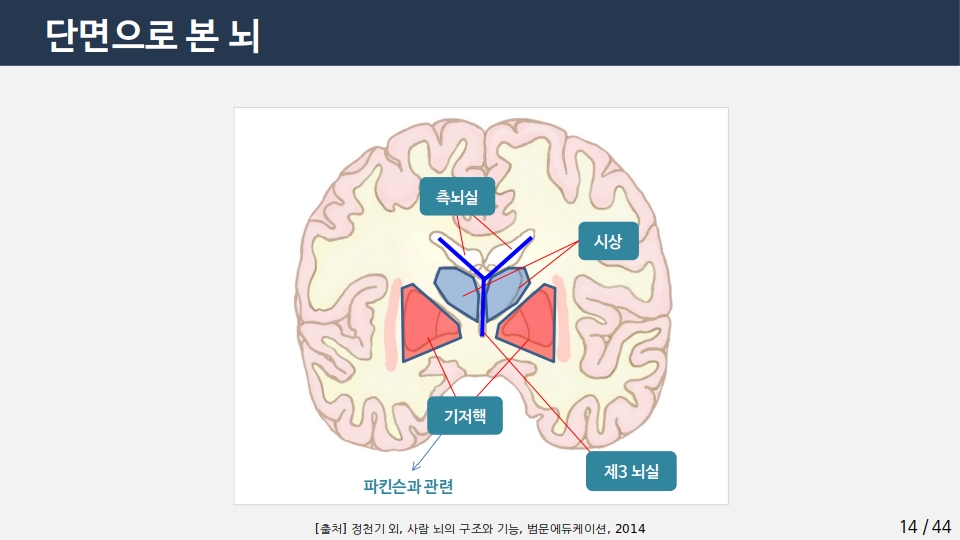 단면으로 본 뇌
측뇌실
시상
기저핵
제3 뇌실
파킨슨과 관련
[출처] 정천기 외, 사람 뇌의 구조와 기능, 범문에듀케이션, 2014
14 / 44